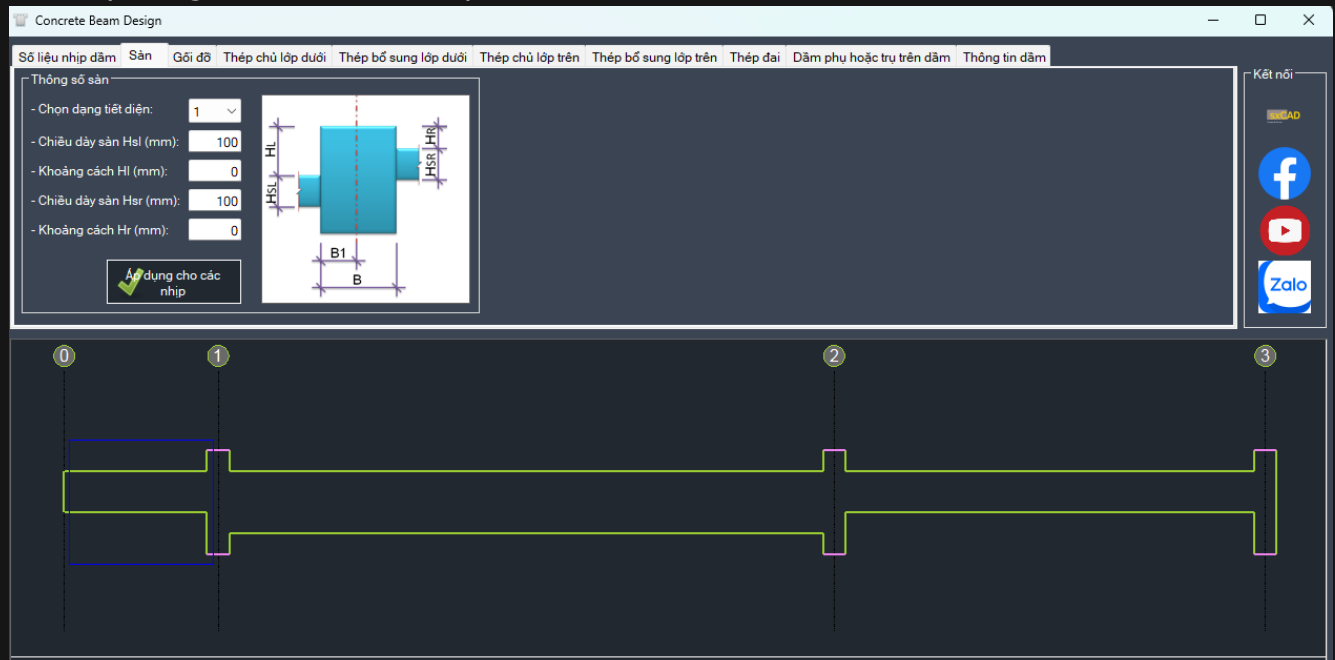 Concrete Beam Design
Số liệu nhịp dầm Sàn Gối đỡ Thép chủ lớp dưới Thép bổ sung lớp dưới Thép chủ lớp trên Thép bổ sung lớp trên Thép đai Dầm phụ hoặc trụ trên dầm Thông tin dầm
Thông số sàn
- Chọn dạng tiết diện: 1
- Chiều dày sàn Hsl (mm): 100
- Khoảng cách Hl (mm): 0
- Chiều dày sàn Hsr (mm): 100
- Khoảng cách Hr (mm): 0
Áp dụng cho các
nhịp
HL
HSL
HR
HSR
B1
B
Kết nối
sxCAD
Zalo
0 1 2 3